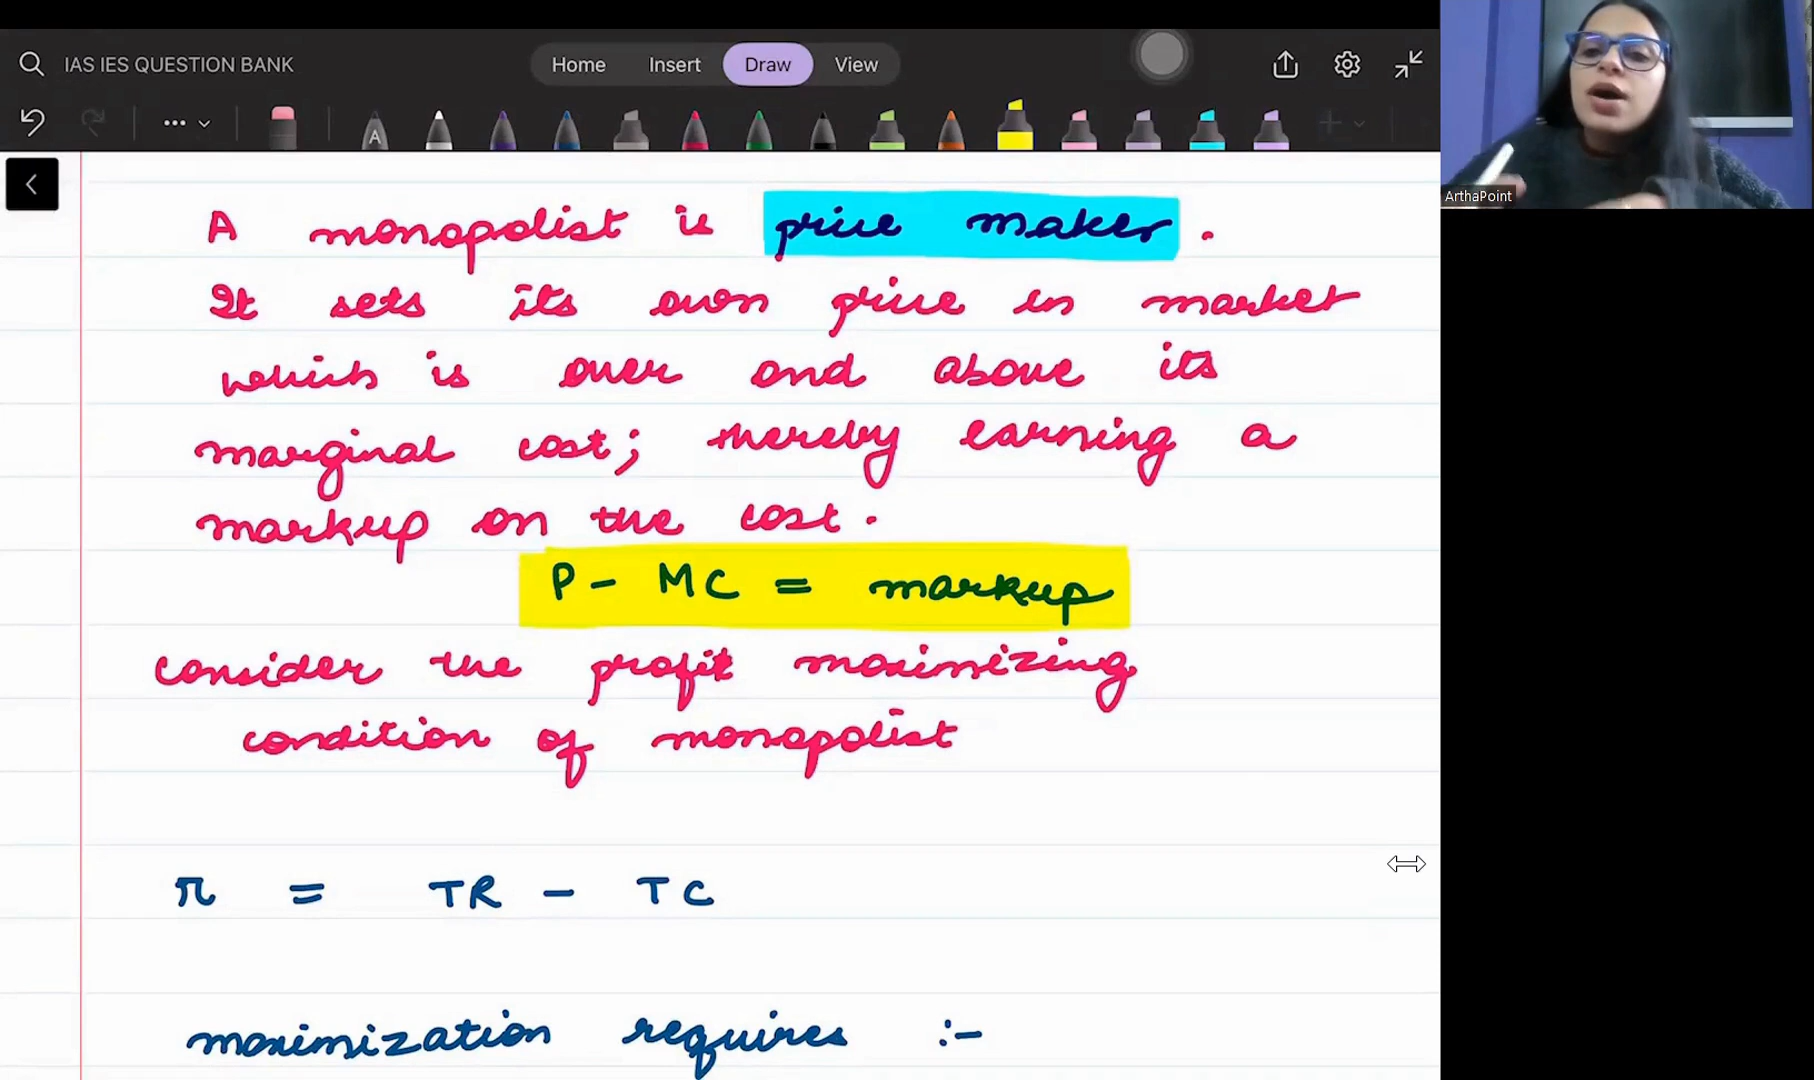 IAS IES QUESTION BANK
Home Insert Draw View
A
ArthaPoint
A monopolist is price maker.
It sets its own price in market
which is over and above its
marginal cost; thereby earning a
markup on the cost.
P - MC = markup
consider the profit maximizing
condition of monopolist
π = TR - TC
maximization requires :-